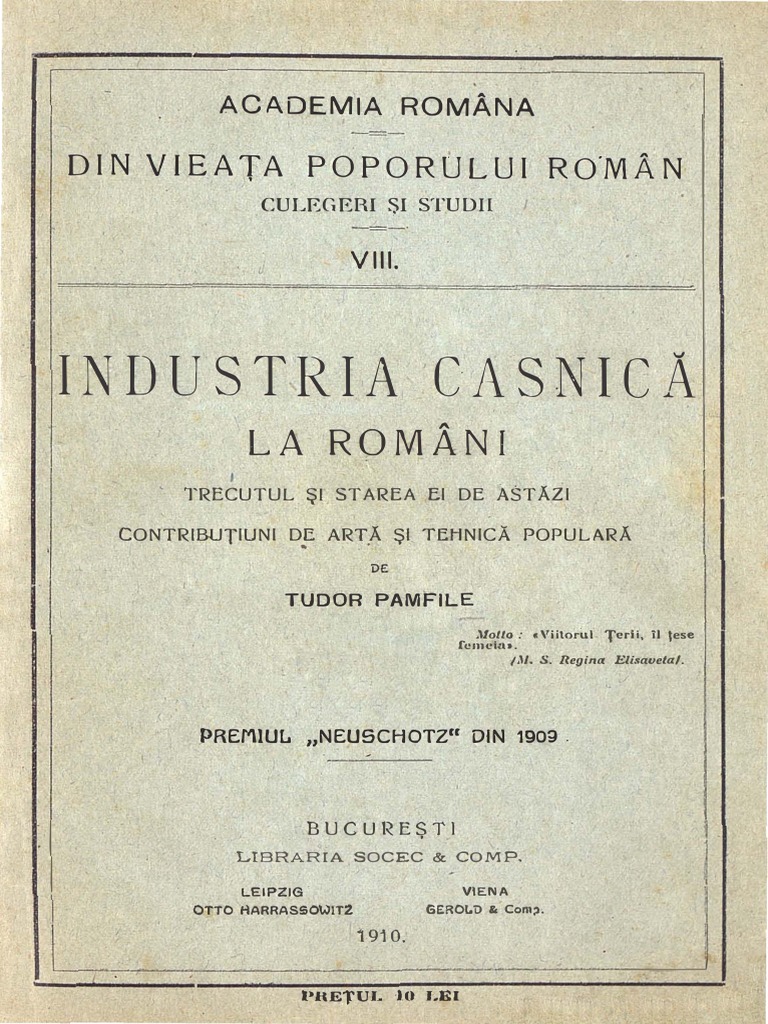 ACADEMIA ROMÂNA
DIN VIEAȚA POPORULUI ROMÂN
CULEGERI ȘI STUDII
VIII.
INDUSTRIA CASNICĂ
LA ROMÂNI
TRECUTUL ȘI STAREA EI DE ASTĂZI
CONTRIBUȚIUNI DE ARTĂ ȘI TEHNICĂ POPULARĂ
DE
TUDOR PAMFILE
Motto: «Viitorul Țerii, îl țese
femeia».
(M. S. Regina Elisaveta).
PREMIUL „NEUSCHOTZ“ DIN 1909
BUCUREȘTI
LIBRARIA SOCEC & COMP.
LEIPZIG VIENA
OTTO HARRASSOWITZ GEROLD & Comp.
1910.
PREȚUL 10 LEI